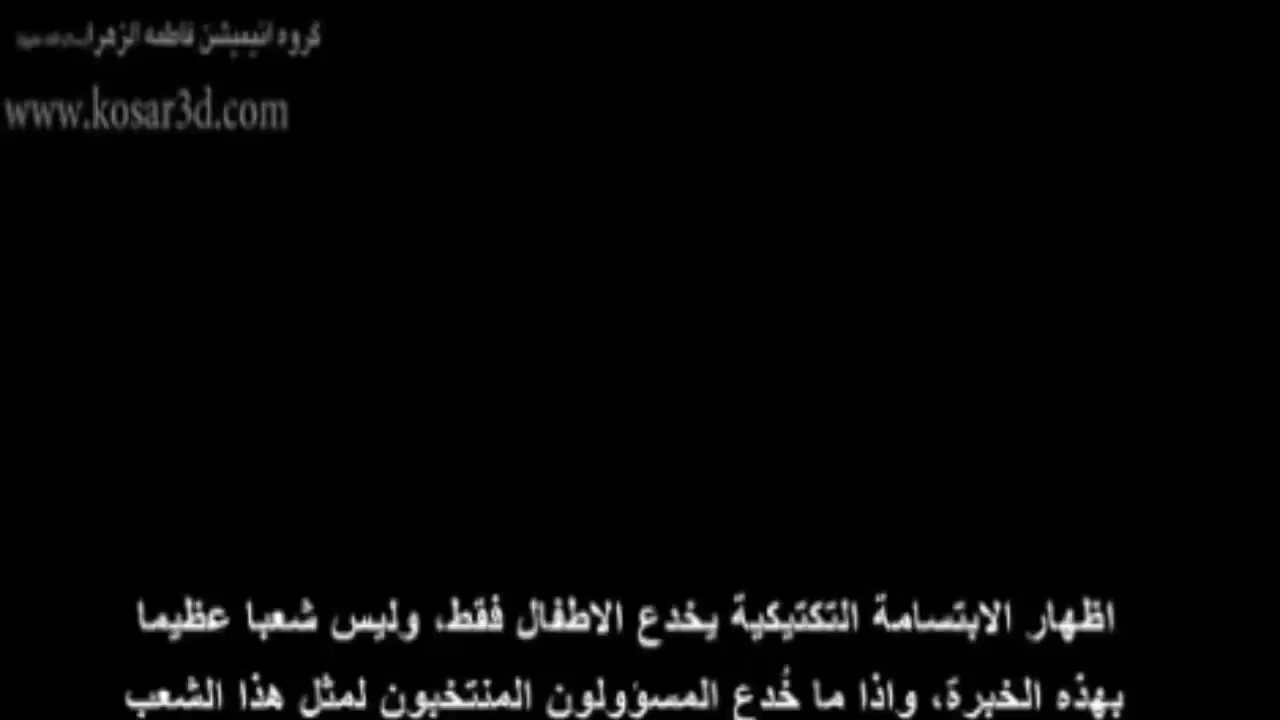 گروه انیمیشن فاطمه الزهرا
www.kosar3d.com
اظهار الابتسامة التكتيكية يخدع الاطفال فقط، وليس شعبا عظيما
بهذه الخبرة، واذا ما خُدع المسؤولون المنتخبون لمثل هذا الشعب